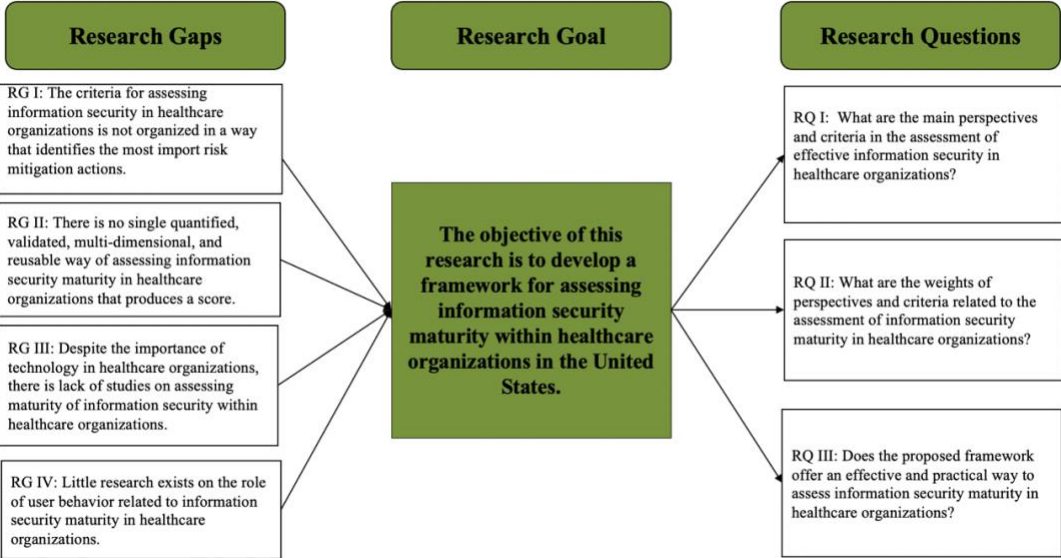 Research Gaps
Research Goal
Research Questions
RG I: The criteria for assessing
information security in healthcare
organizations is not organized in a way
that identifies the most import risk
mitigation actions.
RG II: There is no single quantified,
validated, multi-dimensional, and
reusable way of assessing information
security maturity in healthcare
organizations that produces a score.
RG III: Despite the importance of
technology in healthcare organizations,
there is lack of studies on assessing
maturity of information security within
healthcare organizations.
RG IV: Little research exists on the role
of user behavior related to information
security maturity in healthcare
organizations.
The objective of this
research is to develop a
framework for assessing
information security
maturity within healthcare
organizations in the United
States.
RQ I: What are the main perspectives
and criteria in the assessment of
effective information security in
healthcare organizations?
RQ II: What are the weights of
perspectives and criteria related to the
assessment of information security
maturity in healthcare organizations?
RQ III: Does the proposed framework
offer an effective and practical way to
assess information security maturity in
healthcare organizations?